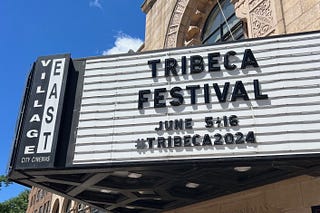 VILLAGE
EAST
CITY CINEMAS
TRIBECA
FESTIVAL
JUNE 5-16
#TRIBECA2024